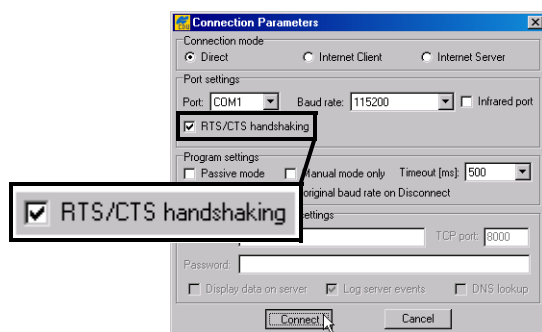 Connection Parameters
Connection mode
Direct Internet Client Internet Server
Port settings
Port: COM1 Baud rate: 115200 Infrared port
RTS/CTS handshaking
Program settings
Passive mode Manual mode only Timeout [ms]: 500
original baud rate on Disconnect
RTS/CTS handshaking
settings
TCP port: 8000
Password:
Display data on server Log server events DNS lookup
Connect Cancel